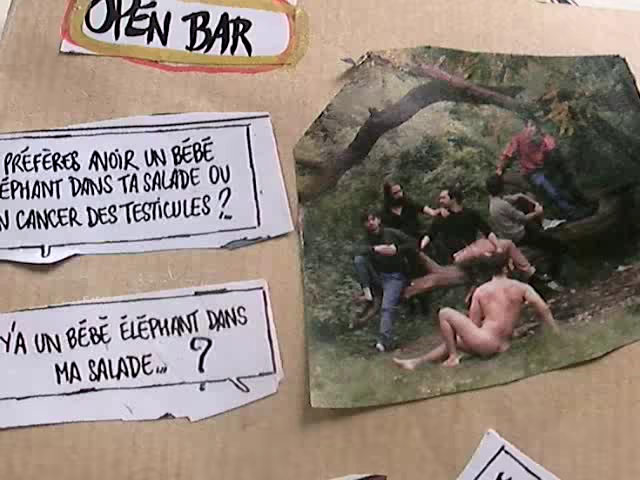 OPEN BAR
PRÉFÈRES AVOIR UN BÉBÉ
ÉLÉPHANT DANS TA SALADE OU
UN CANCER DES TESTICULES ?
Y'A UN BÉBÉ ÉLÉPHANT DANS
MA SALADE... ?